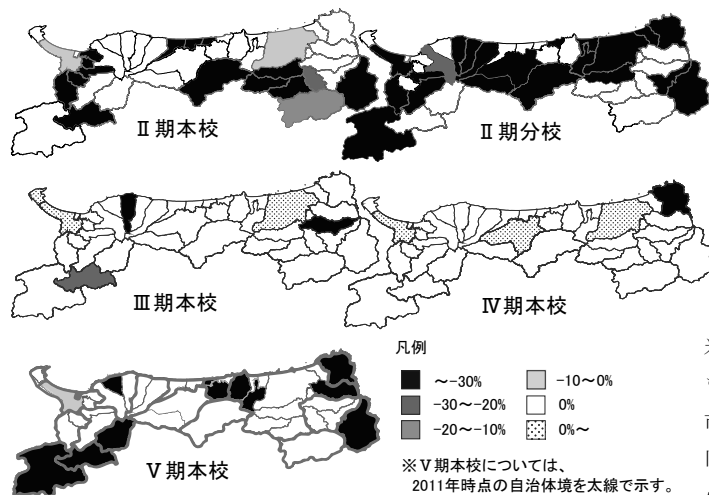 Ⅱ期本校
Ⅱ期分校
Ⅲ期本校
Ⅳ期本校
Ⅴ期本校
凡例
～-30%
-30～-20%
-20～-10%
-10～0%
0%
0%～
※Ⅴ期本校については、
2011年時点の自治体境を太線で示す。